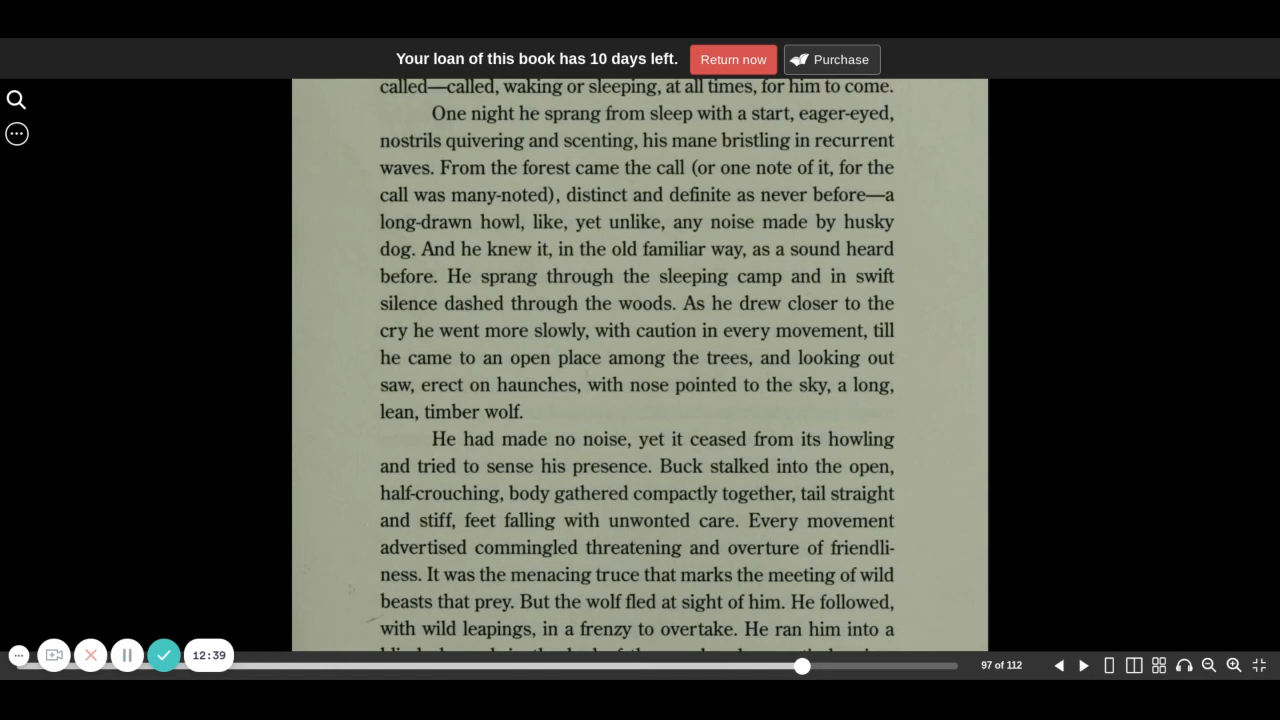 Your loan of this book has 10 days left.
Return now
Purchase
called—called, waking or sleeping, at all times, for him to come.
One night he sprang from sleep with a start, eager-eyed,
nostrils quivering and scenting, his mane bristling in recurrent
waves. From the forest came the call (or one note of it, for the
call was many-noted), distinct and definite as never before—a
long-drawn howl, like, yet unlike, any noise made by husky
dog. And he knew it, in the old familiar way, as a sound heard
before. He sprang through the sleeping camp and in swift
silence dashed through the woods. As he drew closer to the
cry he went more slowly, with caution in every movement, till
he came to an open place among the trees, and looking out
saw, erect on haunches, with nose pointed to the sky, a long,
lean, timber wolf.
He had made no noise, yet it ceased from its howling
and tried to sense his presence. Buck stalked into the open,
half-crouching, body gathered compactly together, tail straight
and stiff, feet falling with unwonted care. Every movement
advertised commingled threatening and overture of friendli-
ness. It was the menacing truce that marks the meeting of wild
beasts that prey. But the wolf fled at sight of him. He followed,
with wild leapings, in a frenzy to overtake. He ran him into a
12:39
97 of 112